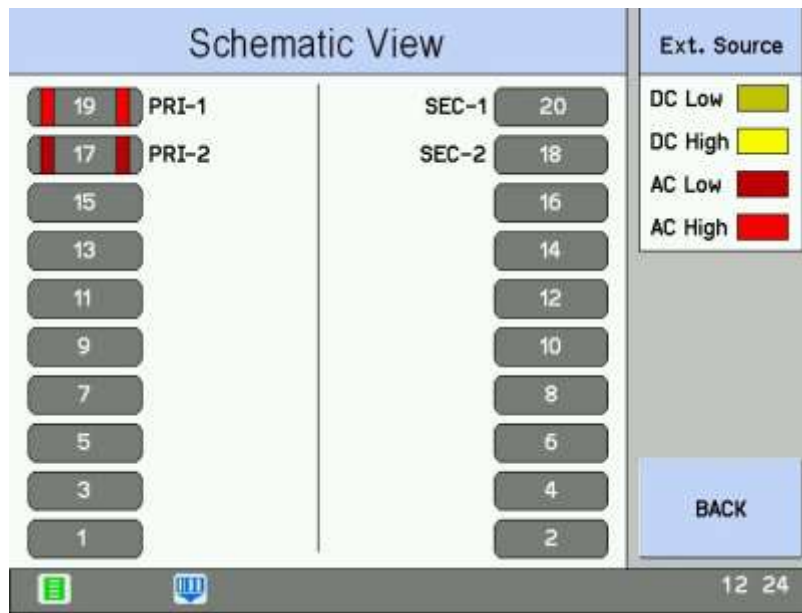 Schematic View
Ext. Source
19 PRI-1
SEC-1 20
DC Low
17 PRI-2
SEC-2 18
DC High
15
16
AC Low
13
14
AC High
11
12
9
10
7
8
5
6
3
4
BACK
1
2
12 24